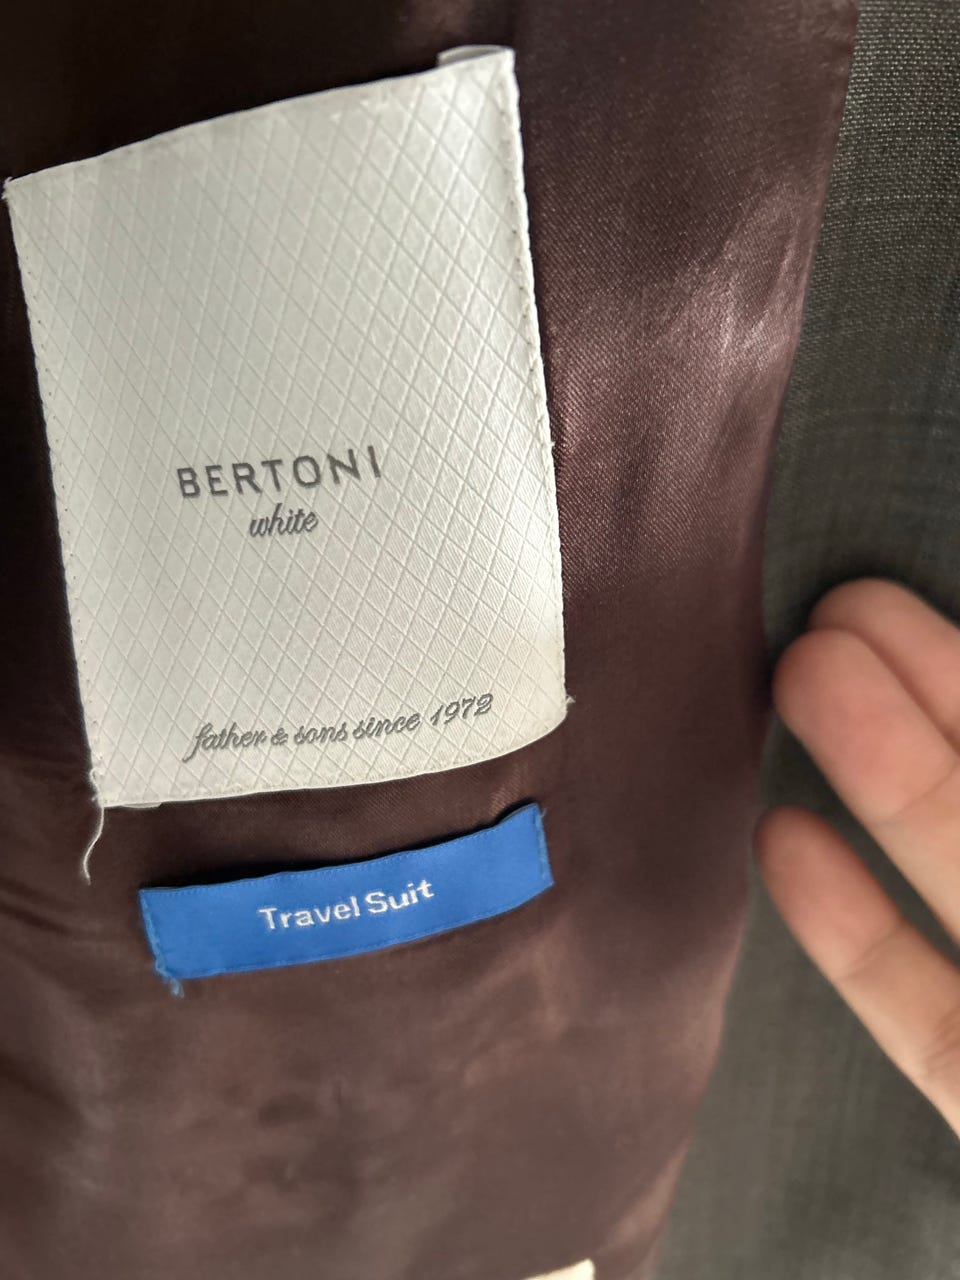 BERTONI
white
father & sons since 1972
Travel Suit